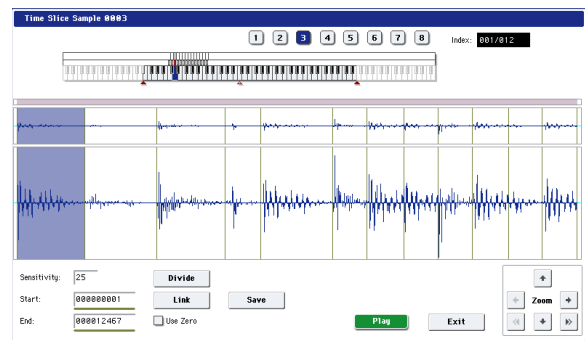 Time Slice Sample 0003
1 2 3 4 5 6 7 8 Index: 001/012
Sensitivity: 25 Divide
Start: 000000001 Link Save Zoom
End: 000012467 Use Zero Play Exit